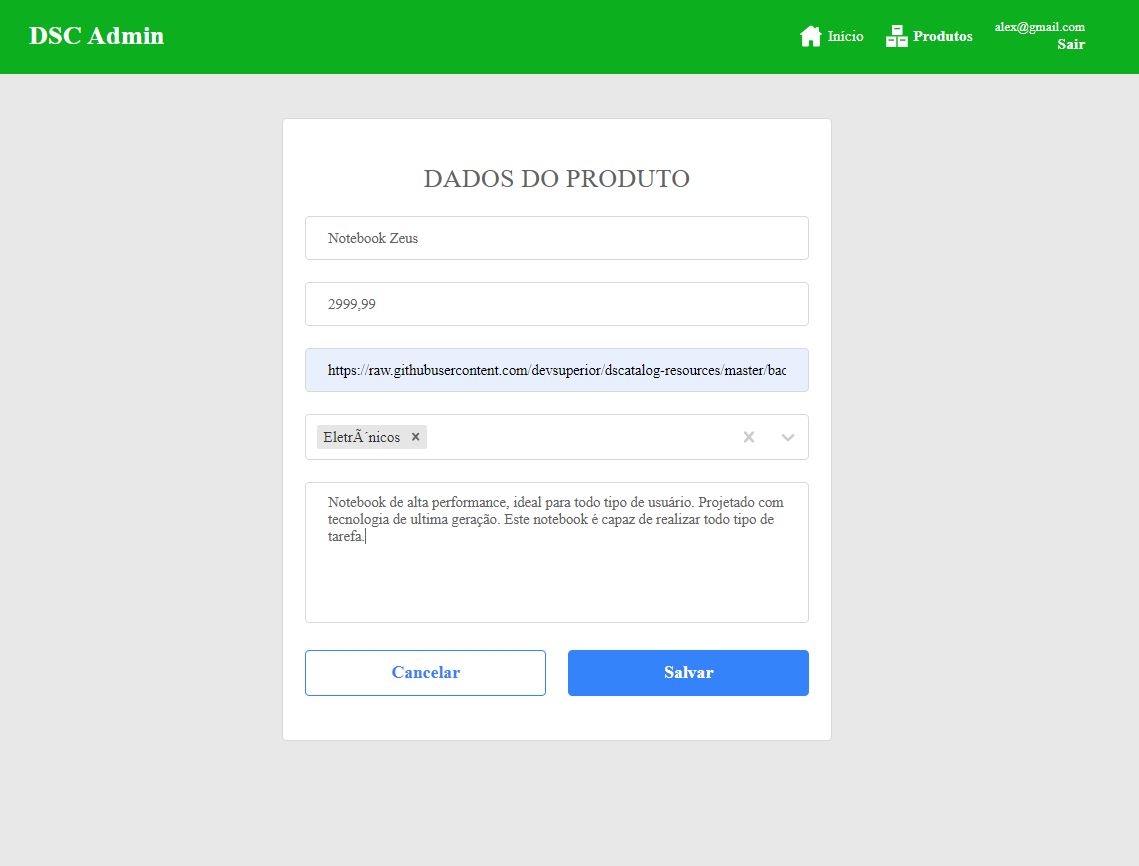 DSC Admin
Início
Produtos
alex@gmail.com
Sair
DADOS DO PRODUTO
Notebook Zeus
2999,99
https://raw.githubusercontent.com/devsuperior/dscatalog-resources/master/bac
EletrÃ´nicos
Notebook de alta performance, ideal para todo tipo de usuário. Projetado com
tecnologia de ultima geração. Este notebook é capaz de realizar todo tipo de
tarefa.
Cancelar
Salvar